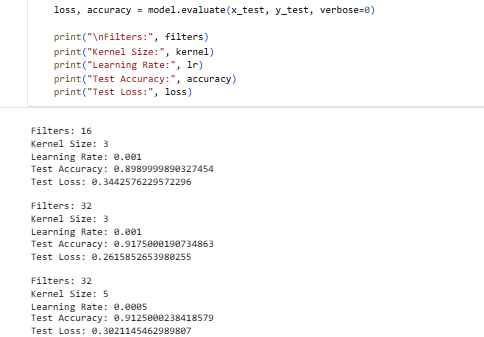 loss, accuracy = model.evaluate(x_test, y_test, verbose=0)
print("\nFilters:", filters)
print("Kernel Size:", kernel)
print("Learning Rate:", lr)
print("Test Accuracy:", accuracy)
print("Test Loss:", loss)
Filters: 16
Kernel Size: 3
Learning Rate: 0.001
Test Accuracy: 0.8989999890327454
Test Loss: 0.3442576229572296
Filters: 32
Kernel Size: 3
Learning Rate: 0.001
Test Accuracy: 0.9175000190734863
Test Loss: 0.2615852653980255
Filters: 32
Kernel Size: 5
Learning Rate: 0.0005
Test Accuracy: 0.9125000238418579
Test Loss: 0.3021145462989807